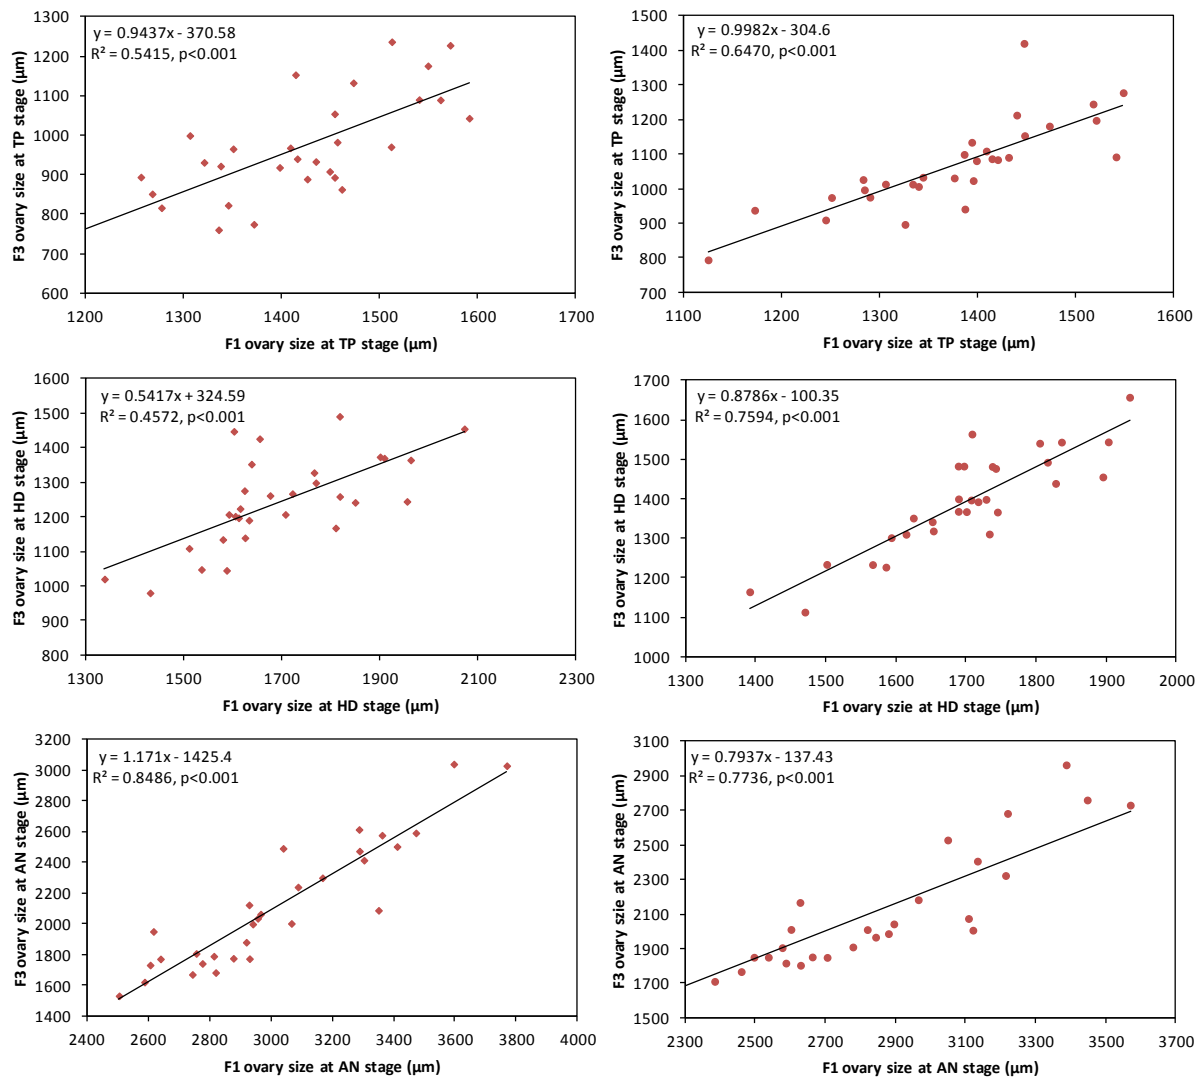 y = 0.9437x - 370.58
R² = 0.5415, p<0.001
1300
1200
1100
1000
900
800
700
600
F3 ovary size at TP stage (µm)
1200 1300 1400 1500 1600 1700
F1 ovary size at TP stage (µm)
y = 0.9982x - 304.6
R² = 0.6470, p<0.001
1500
1400
1300
1200
1100
1000
900
800
700
F3 ovary size at TP stage (µm)
1100 1200 1300 1400 1500 1600
F1 ovary size at TP stage (µm)
y = 0.5417x + 324.59
R² = 0.4572, p<0.001
1600
1500
1400
1300
1200
1100
1000
900
800
F3 ovary size at HD stage (µm)
1300 1500 1700 1900 2100 2300
F1 ovary size at HD stage (µm)
y = 0.8786x - 100.35
R² = 0.7594, p<0.001
1700
1600
1500
1400
1300
1200
1100
1000
F3 ovary size at HD stage (µm)
1300 1400 1500 1600 1700 1800 1900 2000
F1 ovary szie at HD stage (µm)
y = 1.171x - 1425.4
R² = 0.8486, p<0.001
3200
3000
2800
2600
2400
2200
2000
1800
1600
1400
F3 ovary size at AN stage (µm)
2400 2600 2800 3000 3200 3400 3600 3800 4000
F1 ovary size at AN stage (µm)
y = 0.7937x - 137.43
R² = 0.7736, p<0.001
3100
2900
2700
2500
2300
2100
1900
1700
1500
F3 ovary szie at AN stage (µm)
2300 2500 2700 2900 3100 3300 3500 3700
F1 ovary size at AN stage (µm)